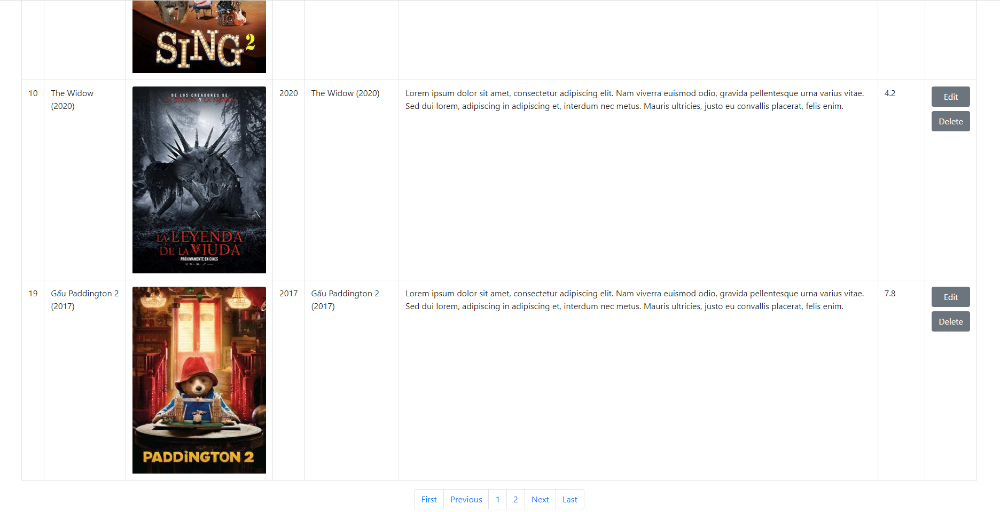 SING 2
10
The Widow
(2020)
DE LOS CREADORES DE
LA SIRENA Y LA NOVIA
LA LEYENDA
DE LA VIUDA
PRÓXIMAMENTE EN CINES
2020
The Widow (2020)
Lorem ipsum dolor sit amet, consectetur adipiscing elit. Nam viverra euismod odio, gravida pellentesque urna varius vitae.
Sed dui lorem, adipiscing in adipiscing et, interdum nec metus. Mauris ultricies, justo eu convallis placerat, felis enim.
4.2
Edit
Delete
19
Gấu Paddington 2
(2017)
PADDiNGTON 2
2017
Gấu Paddington 2
(2017)
Lorem ipsum dolor sit amet, consectetur adipiscing elit. Nam viverra euismod odio, gravida pellentesque urna varius vitae.
Sed dui lorem, adipiscing in adipiscing et, interdum nec metus. Mauris ultricies, justo eu convallis placerat, felis enim.
7.8
Edit
Delete
First Previous 1 2 Next Last